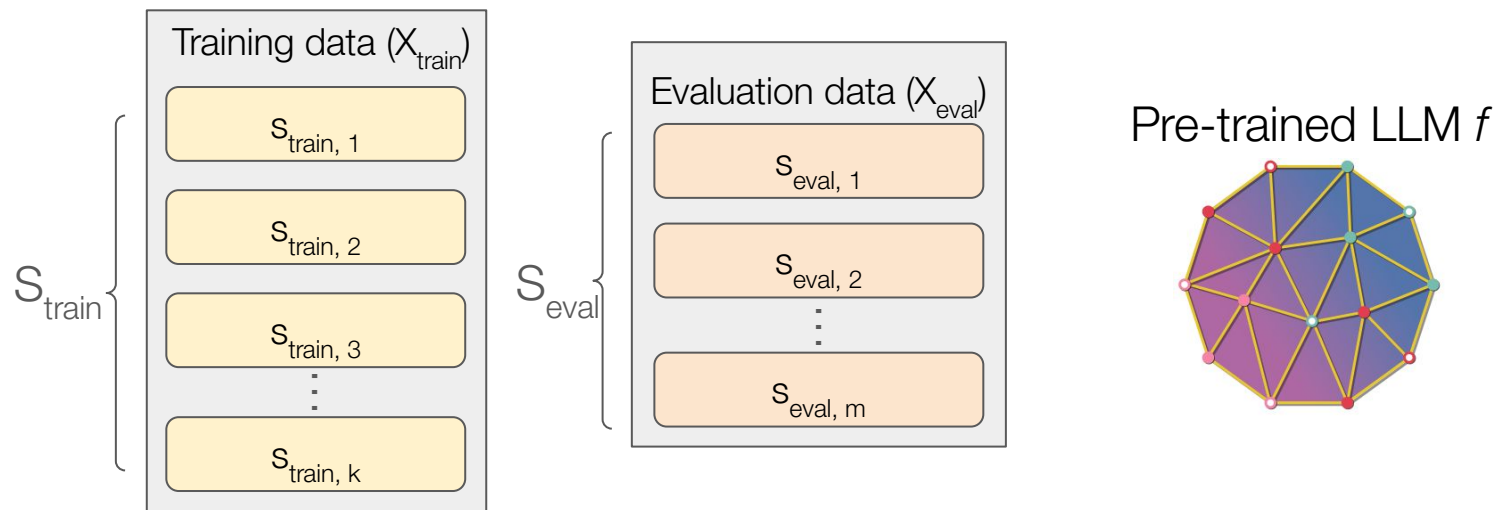 Training data (X_train)
S_train
s_train, 1
s_train, 2
s_train, 3
s_train, k
Evaluation data (X_eval)
S_eval
s_eval, 1
s_eval, 2
s_eval, m
Pre-trained LLM f